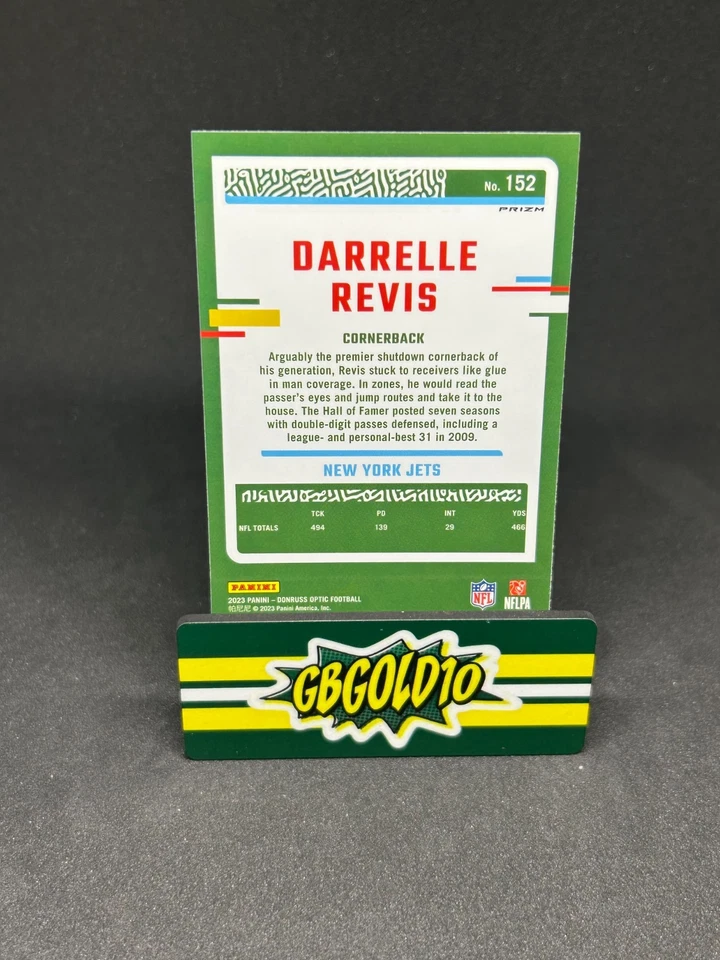 No. 152
PRIZM
DARRELLE
REVIS
CORNERBACK
Arguably the premier shutdown cornerback of
his generation, Revis stuck to receivers like glue
in man coverage. In zones, he would read the
passer's eyes and jump routes and take it to the
house. The Hall of Famer posted seven seasons
with double-digit passes defensed, including a
league- and personal-best 31 in 2009.
NEW YORK JETS
TCK PD INT YDS
NFL TOTALS 494 139 29 466
PANINI
2023 PANINI – DONRUSS OPTIC FOOTBALL
帕尼尼 © 2023 Panini America, Inc.
NFL
NFLPA
GBGOLD10